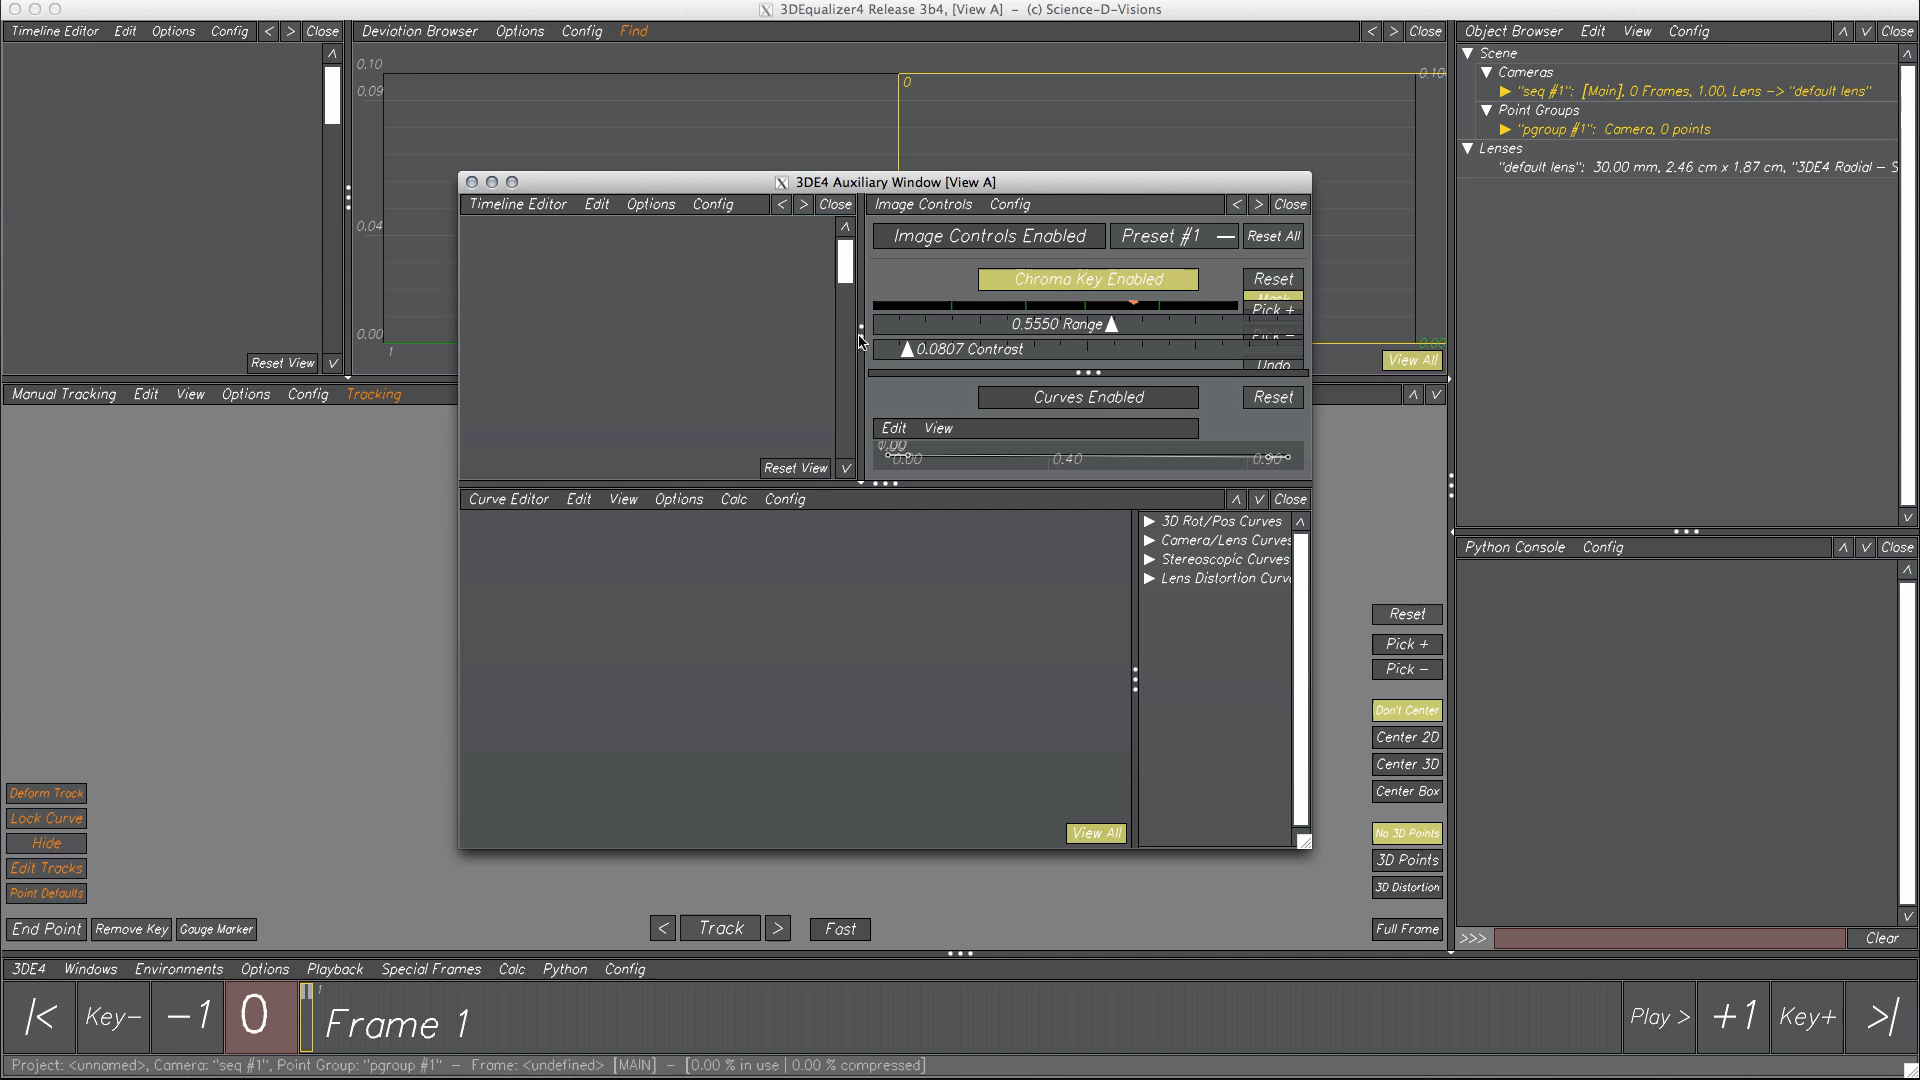 3DEqualizer4 Release 3b4, [View A] – (c) Science-D-Visions
Timeline Editor Edit Options Config < > Close
Deviation Browser Options Config Find < > Close
Object Browser Edit View Config Close
Scene
Cameras
"seq #1": [Main], 0 Frames, 1.00, Lens -> "default lens"
Point Groups
"pgroup #1": Camera, 0 points
Lenses
"default lens": 30.00 mm, 2.46 cm x 1.87 cm, "3DE4 Radial – S
0.10
0.09
0.04
0.00
1
0
0.10
0.00
Reset View
View All
3DE4 Auxiliary Window [View A]
Timeline Editor Edit Options Config < > Close
Image Controls Config < > Close
Image Controls Enabled Preset #1 Reset All
Chroma Key Enabled Reset
Mask
Pick +
0.5550 Range
Pick –
0.0807 Contrast
Undo
Curves Enabled Reset
Edit View
0.00 0.40 0.90
Reset View
Curve Editor Edit View Options Calc Config Close
3D Rot/Pos Curves
Camera/Lens Curves
Stereoscopic Curves
Lens Distortion Curv
View All
Manual Tracking Edit View Options Config Tracking
Reset
Pick +
Pick –
Don't Center
Center 2D
Center 3D
Center Box
No 3D Points
3D Points
3D Distortion
Full Frame
Deform Track
Lock Curve
Hide
Edit Tracks
Point Defaults
End Point Remove Key Gauge Marker
< Track > Fast
Python Console Config Close
>>> Clear
3DE4 Windows Environments Options Playback Special Frames Calc Python Config
|< Key– –1 0 1 Frame 1 Play > +1 Key+ >|
Project: <unnamed>, Camera: "seq #1", Point Group: "pgroup #1" – Frame: <undefined> [MAIN] – [0.00 % in use | 0.00 % compressed]